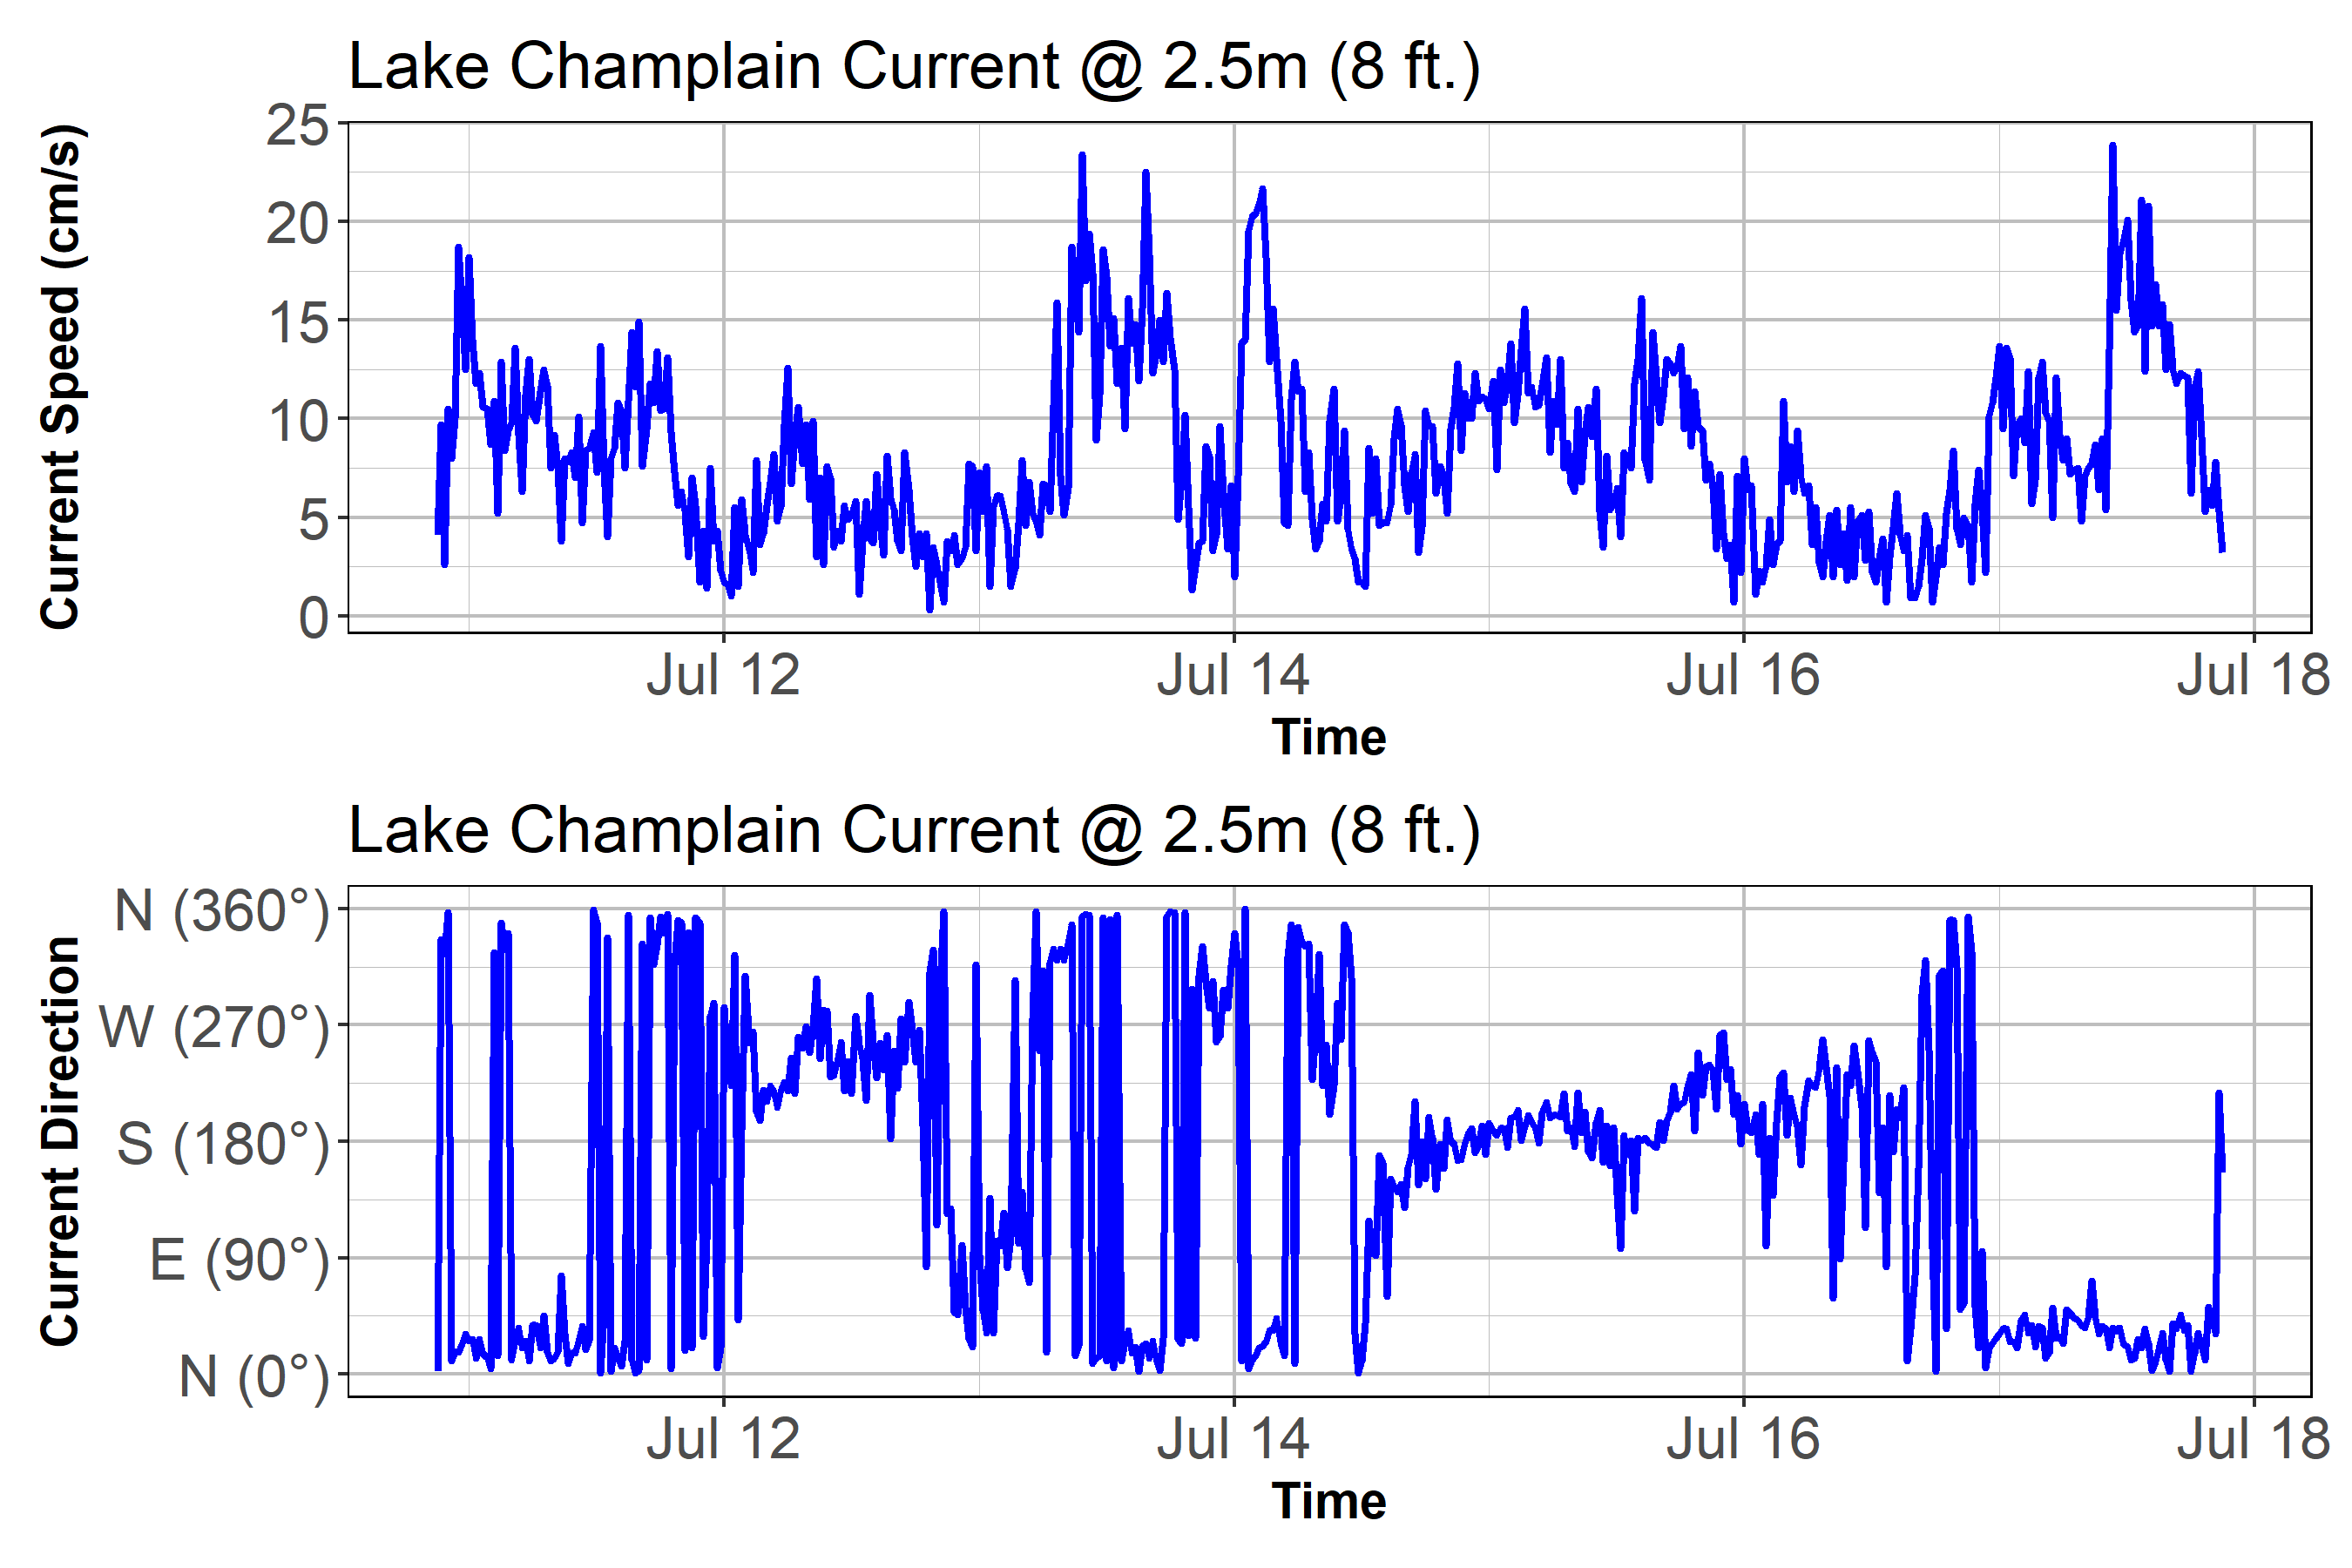 Lake Champlain Current @ 2.5m (8 ft.)
Current Speed (cm/s)
25
20
15
10
5
0
Jul 12
Jul 14
Jul 16
Jul 18
Time
Lake Champlain Current @ 2.5m (8 ft.)
Current Direction
N (360°)
W (270°)
S (180°)
E (90°)
N (0°)
Jul 12
Jul 14
Jul 16
Jul 18
Time